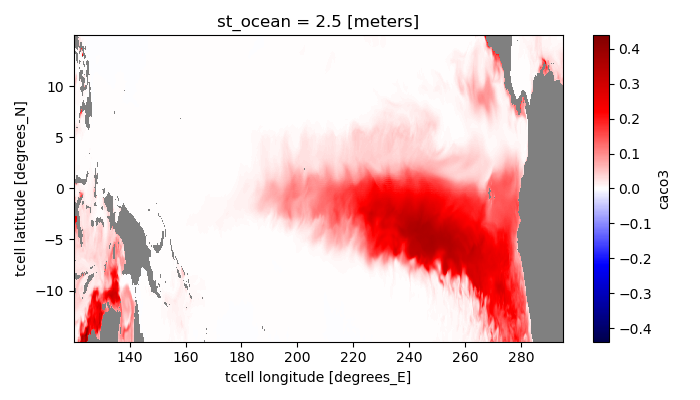 st_ocean = 2.5 [meters]
10
5
0
−5
−10
tcell latitude [degrees_N]
140 160 180 200 220 240 260 280
tcell longitude [degrees_E]
0.4
0.3
0.2
0.1
0.0
−0.1
−0.2
−0.3
−0.4
caco3